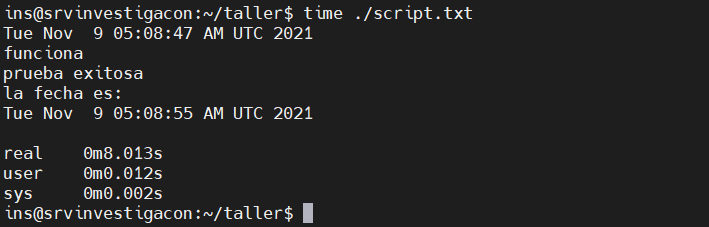 ins@srvinvestigacon:~/taller$ time ./script.txt
Tue Nov  9 05:08:47 AM UTC 2021
funciona
prueba exitosa
la fecha es:
Tue Nov  9 05:08:55 AM UTC 2021
real    0m8.013s
user    0m0.012s
sys     0m0.002s
ins@srvinvestigacon:~/taller$